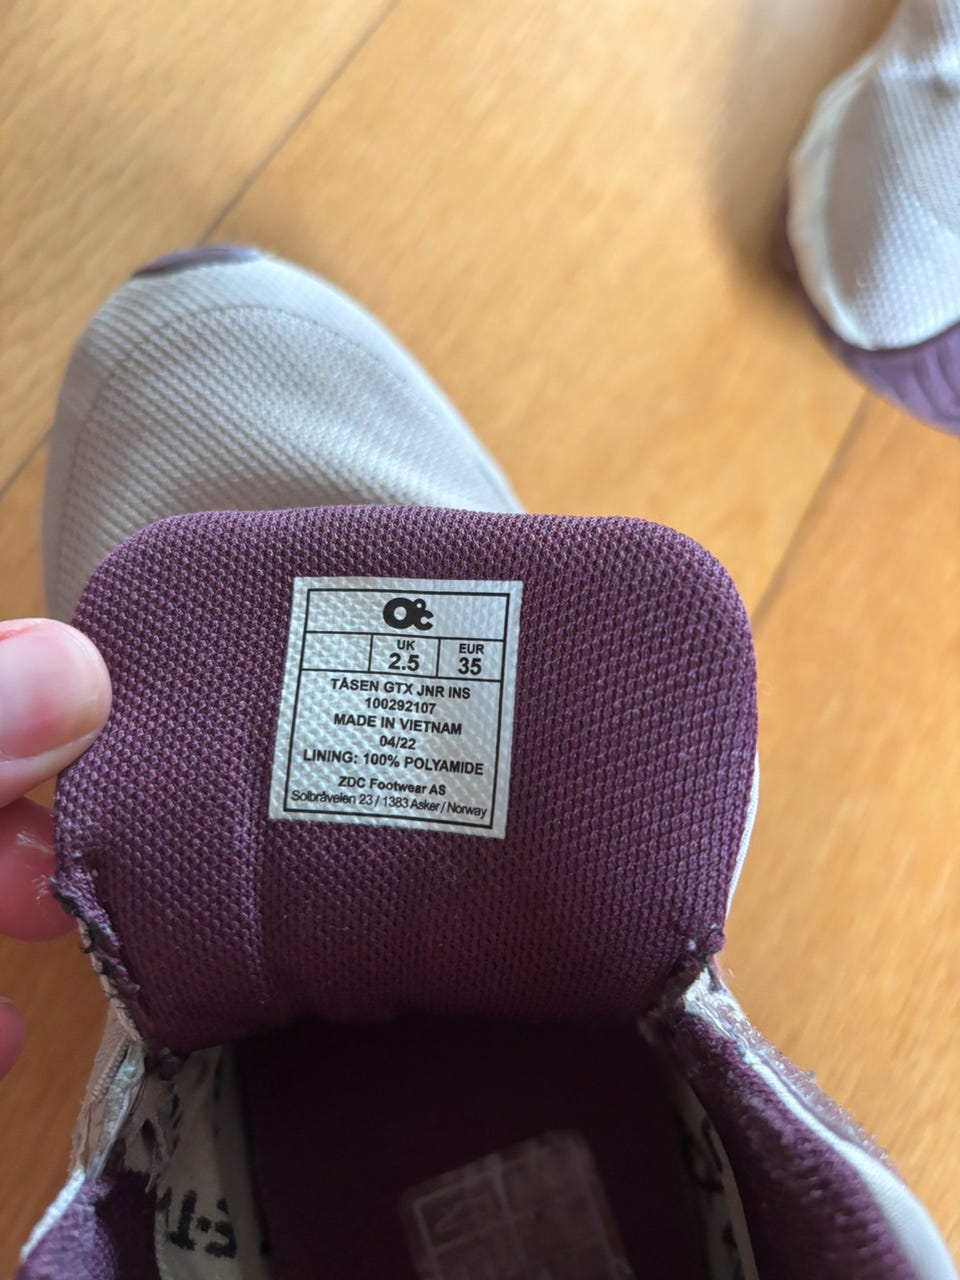 O°c
UK EUR
2.5 35
TÅSEN GTX JNR INS
100292107
MADE IN VIETNAM
04/22
LINING: 100% POLYAMIDE
ZDC Footwear AS
Solbråveien 23 / 1383 Asker / Norway